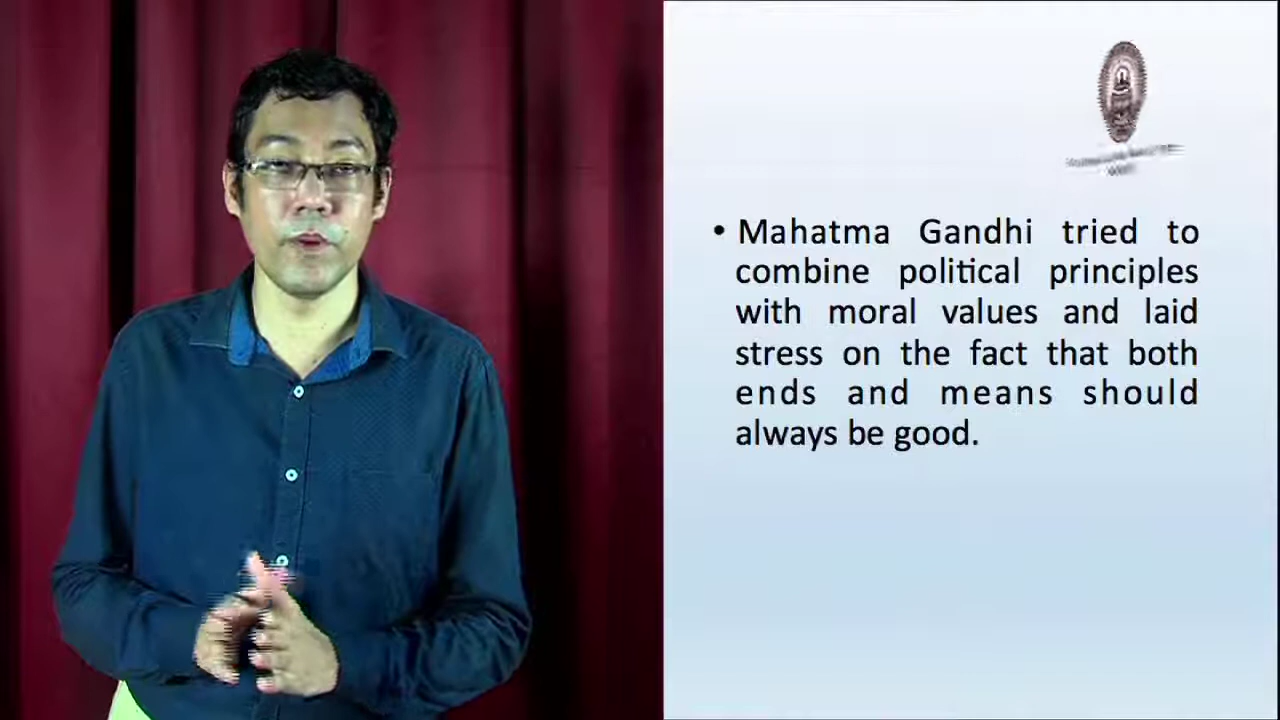 • Mahatma Gandhi tried to
combine political principles
with moral values and laid
stress on the fact that both
ends and means should
always be good.